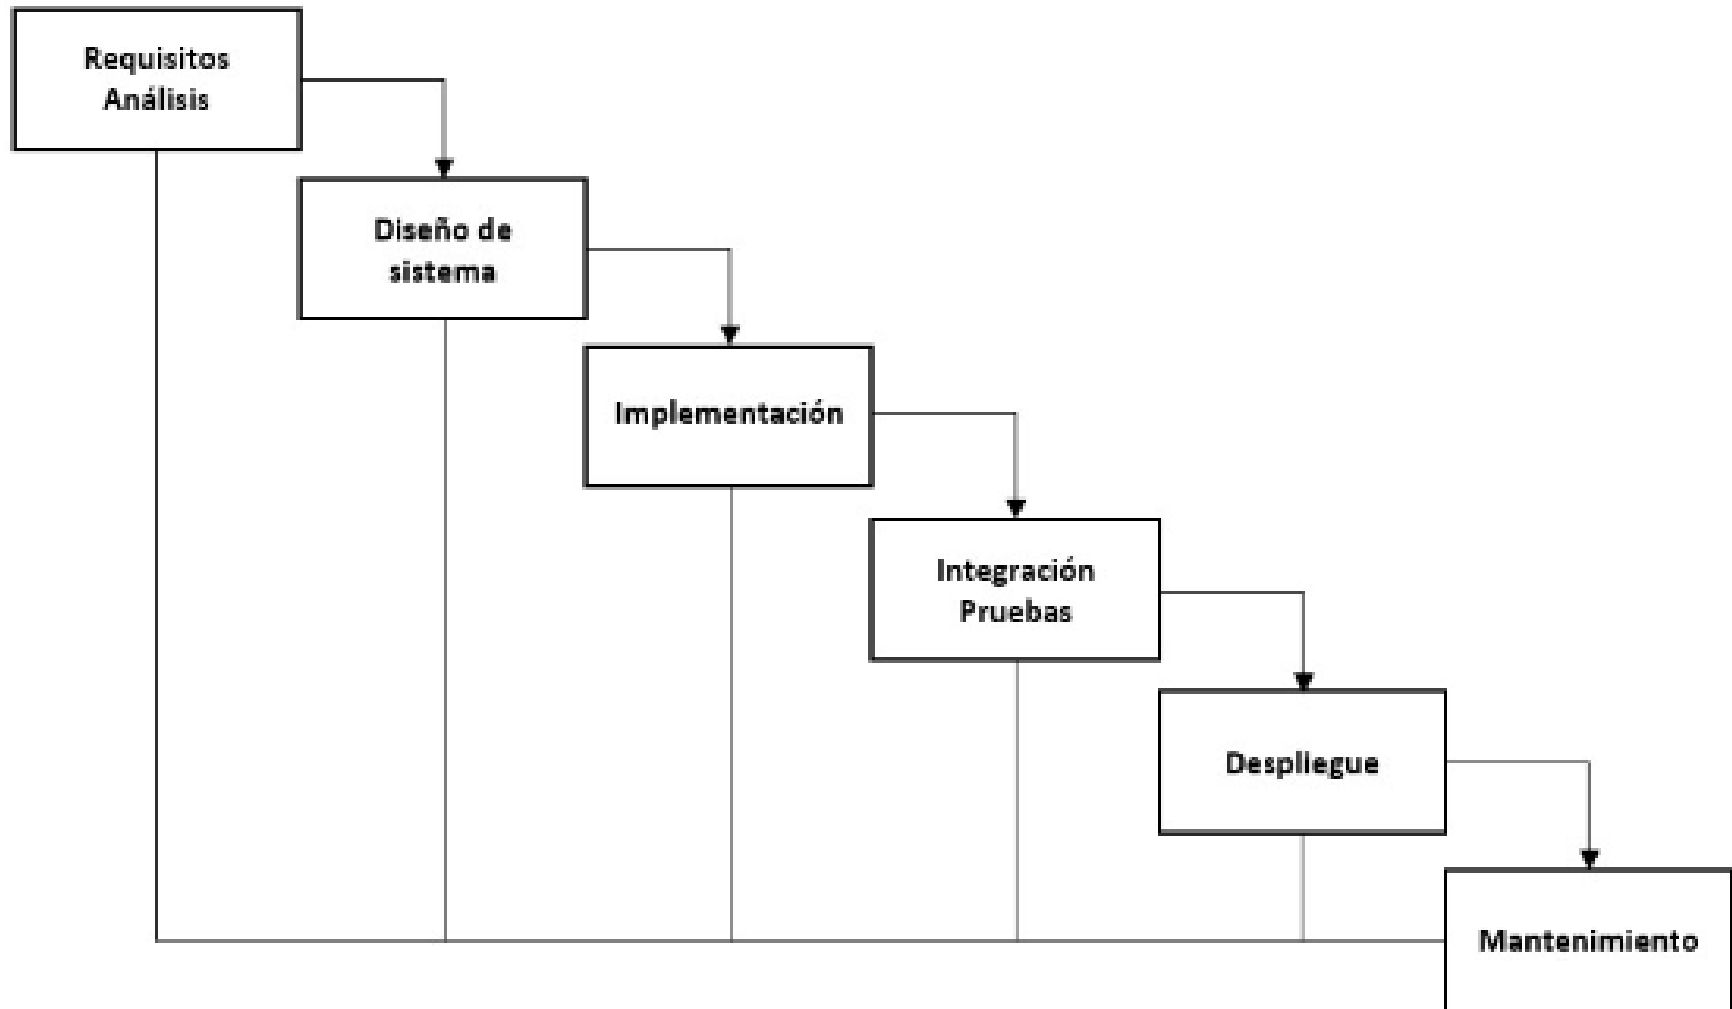 Requisitos
Análisis
Diseño de
sistema
Implementación
Integración
Pruebas
Despliegue
Mantenimiento